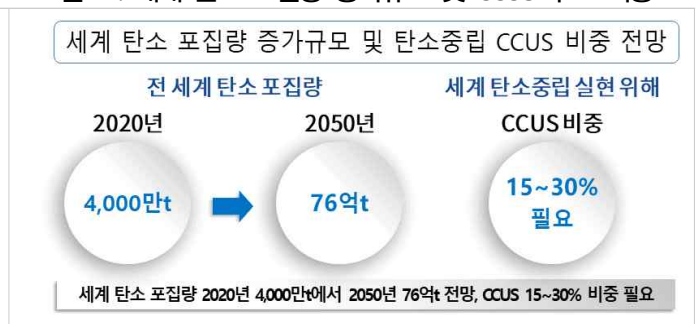 세계 탄소 포집량 증가규모 및 탄소중립 CCUS 비중 전망
전 세계 탄소 포집량
세계 탄소중립 실현 위해
2020년
2050년
CCUS 비중
4,000만t
76억t
15~30%
필요
세계 탄소 포집량 2020년 4,000만t에서 2050년 76억t 전망, CCUS 15~30% 비중 필요